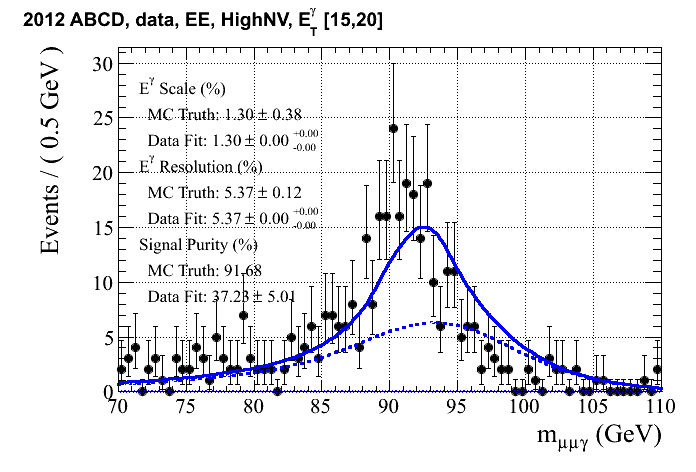 2012 ABCD, data, EE, HighNV, E_T^γ [15,20]
Events / ( 0.5 GeV )
30
25
20
15
10
5
0
E^γ Scale (%)
MC Truth: 1.30 ± 0.38
Data Fit: 1.30 ± 0.00 +0.00 -0.00
E^γ Resolution (%)
MC Truth: 5.37 ± 0.12
Data Fit: 5.37 ± 0.00 +0.00 -0.00
Signal Purity (%)
MC Truth: 91.68
Data Fit: 37.23 ± 5.01
70 75 80 85 90 95 100 105 110
m_μμγ (GeV)